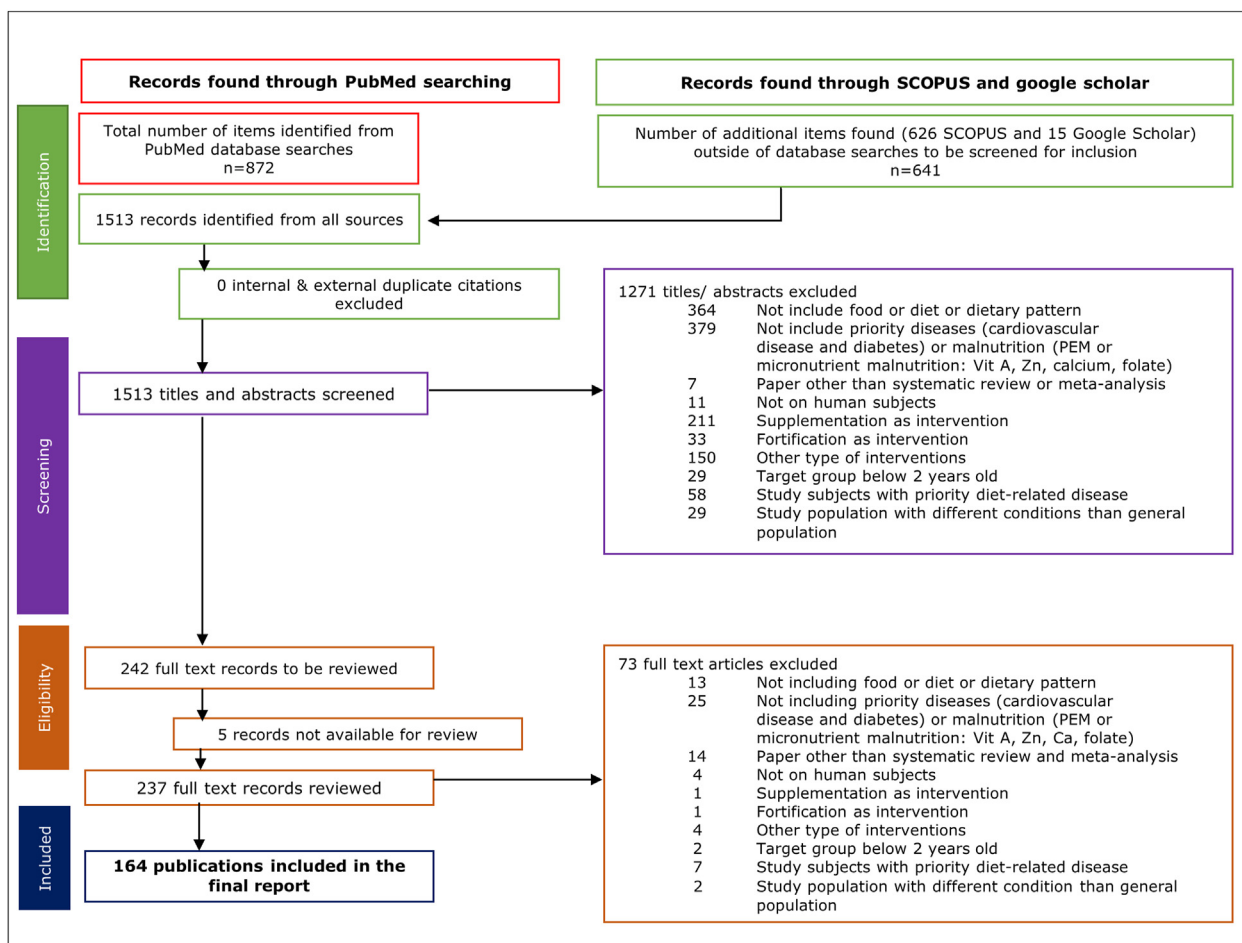 Records found through PubMed searching
Records found through SCOPUS and google scholar
Identification
Total number of items identified from
PubMed database searches
n=872
Number of additional items found (626 SCOPUS and 15 Google Scholar)
outside of database searches to be screened for inclusion
n=641
1513 records identified from all sources
0 internal & external duplicate citations
excluded
Screening
1513 titles and abstracts screened
1271 titles/ abstracts excluded
364 Not include food or diet or dietary pattern
379 Not include priority diseases (cardiovascular
disease and diabetes) or malnutrition (PEM or
micronutrient malnutrition: Vit A, Zn, calcium, folate)
7 Paper other than systematic review or meta-analysis
11 Not on human subjects
211 Supplementation as intervention
33 Fortification as intervention
150 Other type of interventions
29 Target group below 2 years old
58 Study subjects with priority diet-related disease
29 Study population with different conditions than general
population
Eligibility
242 full text records to be reviewed
5 records not available for review
237 full text records reviewed
73 full text articles excluded
13 Not including food or diet or dietary pattern
25 Not including priority diseases (cardiovascular
disease and diabetes) or malnutrition (PEM or
micronutrient malnutrition: Vit A, Zn, Ca, folate)
14 Paper other than systematic review and meta-analysis
4 Not on human subjects
1 Supplementation as intervention
1 Fortification as intervention
4 Other type of interventions
2 Target group below 2 years old
7 Study subjects with priority diet-related disease
2 Study population with different condition than general
population
Included
164 publications included in the
final report